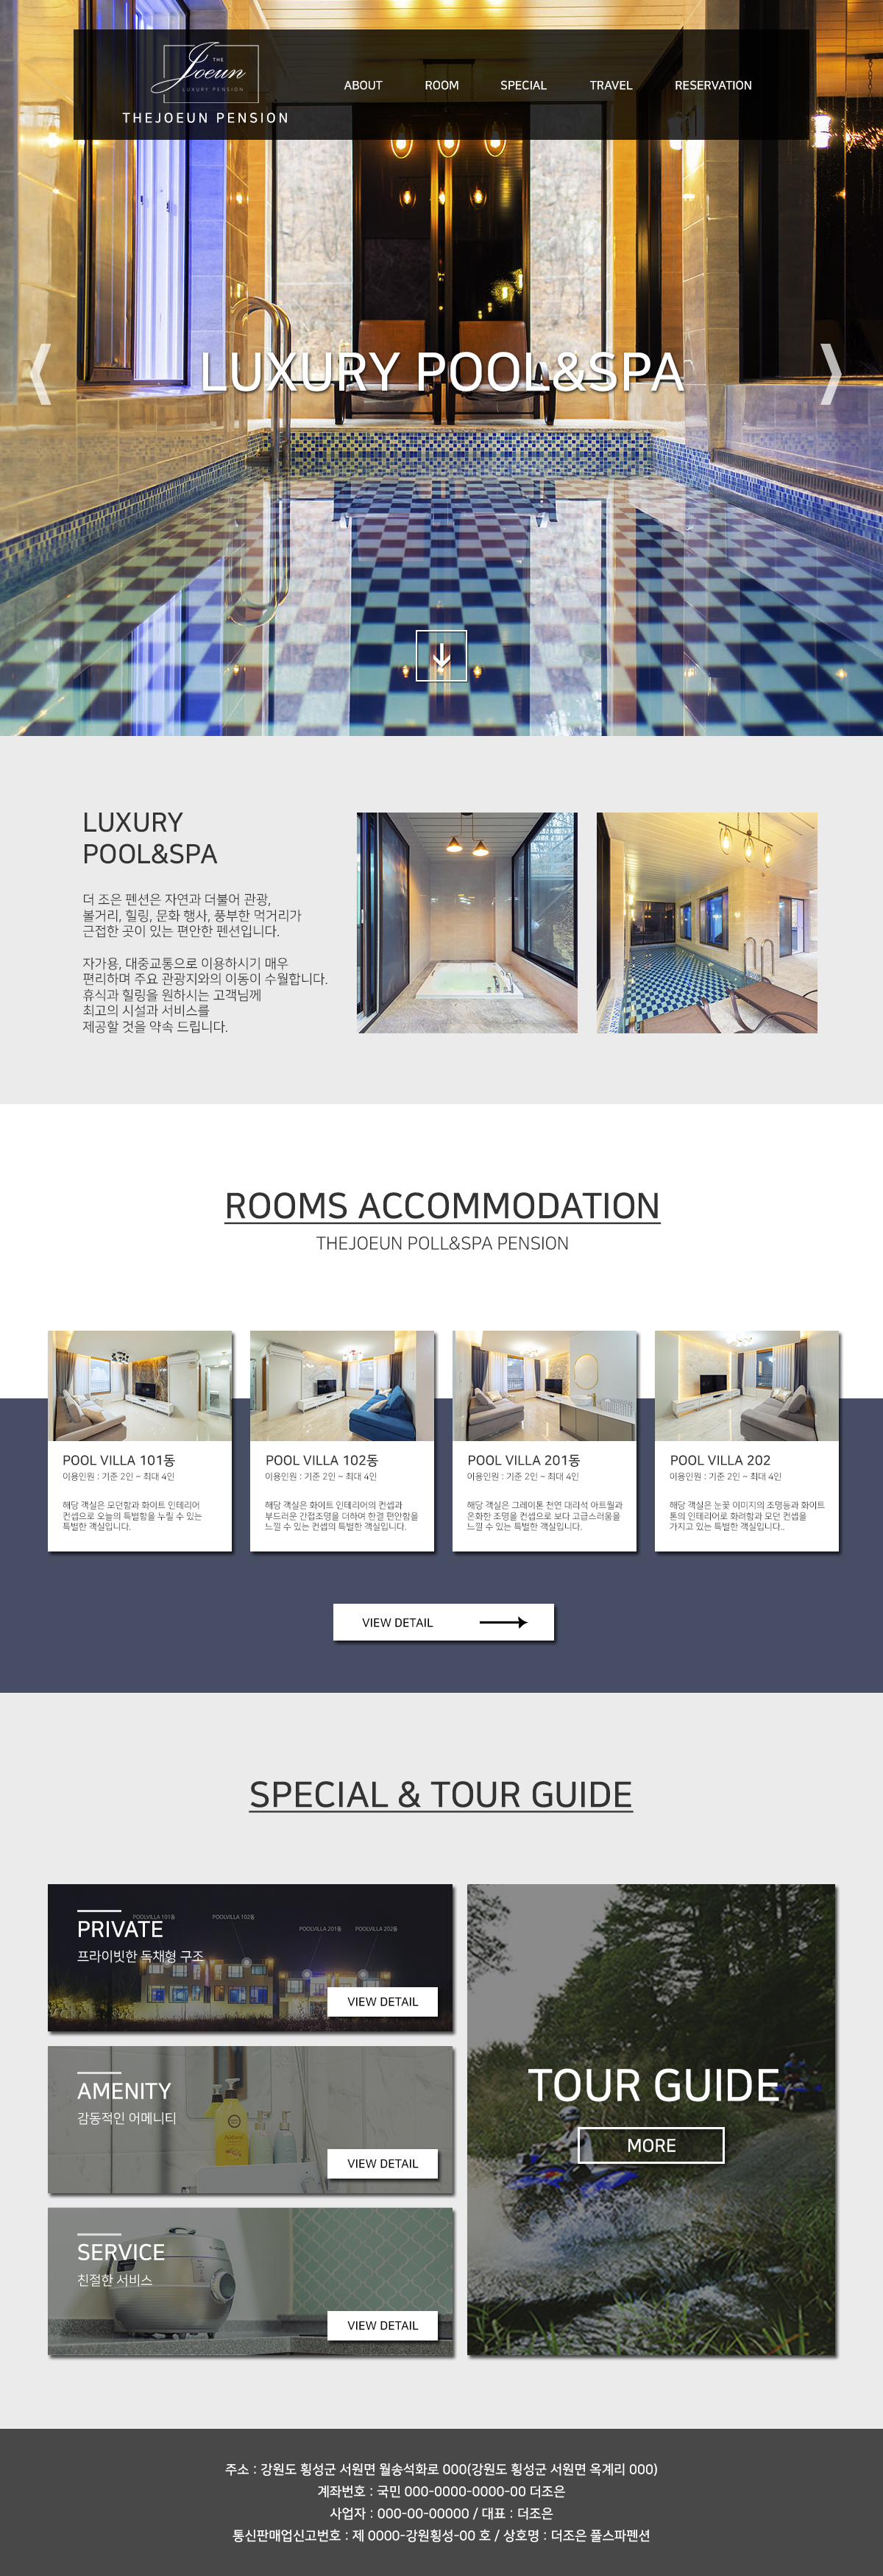 THE
Joeun
LUXURY PENSION
THEJOEUN PENSION
ABOUT ROOM SPECIAL TRAVEL RESERVATION
LUXURY POOL&SPA
LUXURY
POOL&SPA
더 조은 펜션은 자연과 더불어 관광,
볼거리, 힐링, 문화 행사, 풍부한 먹거리가
근접한 곳이 있는 편안한 펜션입니다.
자가용, 대중교통으로 이용하시기 매우
편리하며 주요 관광지와의 이동이 수월합니다.
휴식과 힐링을 원하시는 고객님께
최고의 시설과 서비스를
제공할 것을 약속 드립니다.
ROOMS ACCOMMODATION
THEJOEUN POLL&SPA PENSION
POOL VILLA 101동
이용인원 : 기준 2인 ~ 최대 4인
해당 객실은 모던함과 화이트 인테리어
컨셉으로 오늘의 특별함을 누릴 수 있는
특별한 객실입니다.
POOL VILLA 102동
이용인원 : 기준 2인 ~ 최대 4인
해당 객실은 화이트 인테리어의 컨셉과
부드러운 간접조명을 더하여 한결 편안함을
느낄 수 있는 컨셉의 특별한 객실입니다.
POOL VILLA 201동
이용인원 : 기준 2인 ~ 최대 4인
해당 객실은 그레이톤 천연 대리석 아트월과
온화한 조명을 컨셉으로 보다 고급스러움을
느낄 수 있는 특별한 객실입니다.
POOL VILLA 202
이용인원 : 기준 2인 ~ 최대 4인
해당 객실은 눈꽃 이미지의 조명등과 화이트
톤의 인테리어로 화려함과 모던 컨셉을
가지고 있는 특별한 객실입니다..
VIEW DETAIL
SPECIAL & TOUR GUIDE
POOLVILLA 101동 POOLVILLA 102동
POOLVILLA 201동 POOLVILLA 202동
PRIVATE
프라이빗한 독채형 구조
VIEW DETAIL
AMENITY
감동적인 어메니티
VIEW DETAIL
SERVICE
친절한 서비스
VIEW DETAIL
TOUR GUIDE
MORE
주소 : 강원도 횡성군 서원면 월송석화로 000(강원도 횡성군 서원면 옥계리 000)
계좌번호 : 국민 000-0000-0000-00 더조은
사업자 : 000-00-00000 / 대표 : 더조은
통신판매업신고번호 : 제 0000-강원횡성-00 호 / 상호명 : 더조은 풀스파펜션